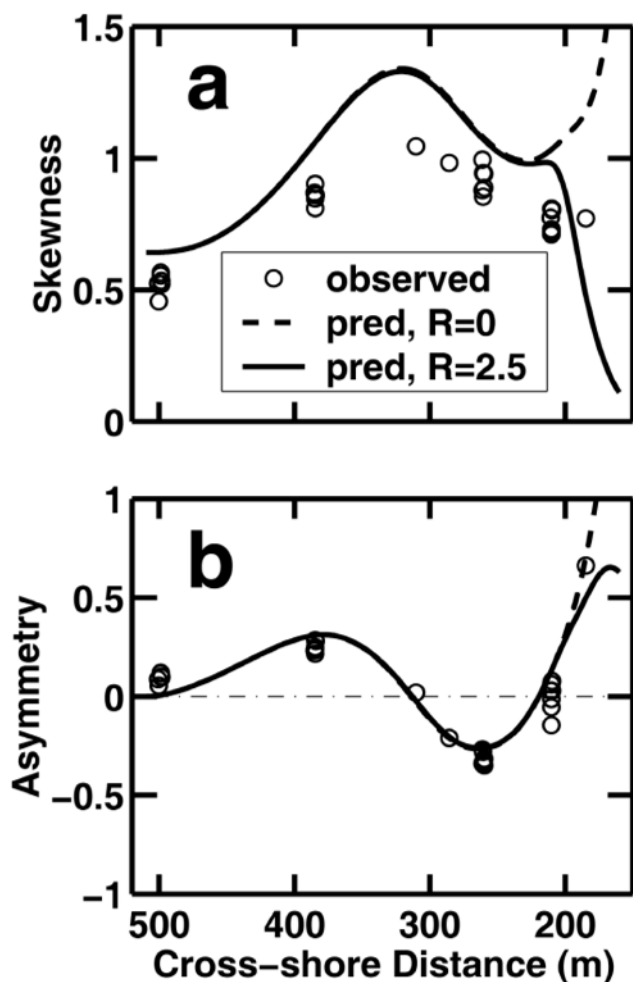 a
1.5
1
0.5
0
Skewness
observed
pred, R=0
pred, R=2.5
b
1
0.5
0
−0.5
−1
Asymmetry
500 400 300 200
Cross−shore Distance (m)